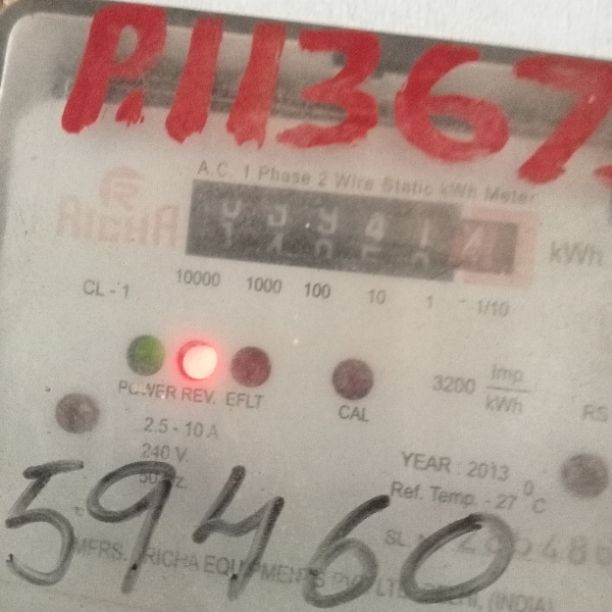 P.11367
A.C. 1 Phase 2 Wire Static kWh Meter
RICHA
kWh
CL - 1
10000 1000 100 10 1 1/10
POWER REV. EFLT
CAL
3200 imp/kWh
RS
2.5 - 10 A
240 V.
YEARː 2013
Ref. Temp. - 27 °C
59460
MFRS. RICHA EQUIPMENTS (INDIA)